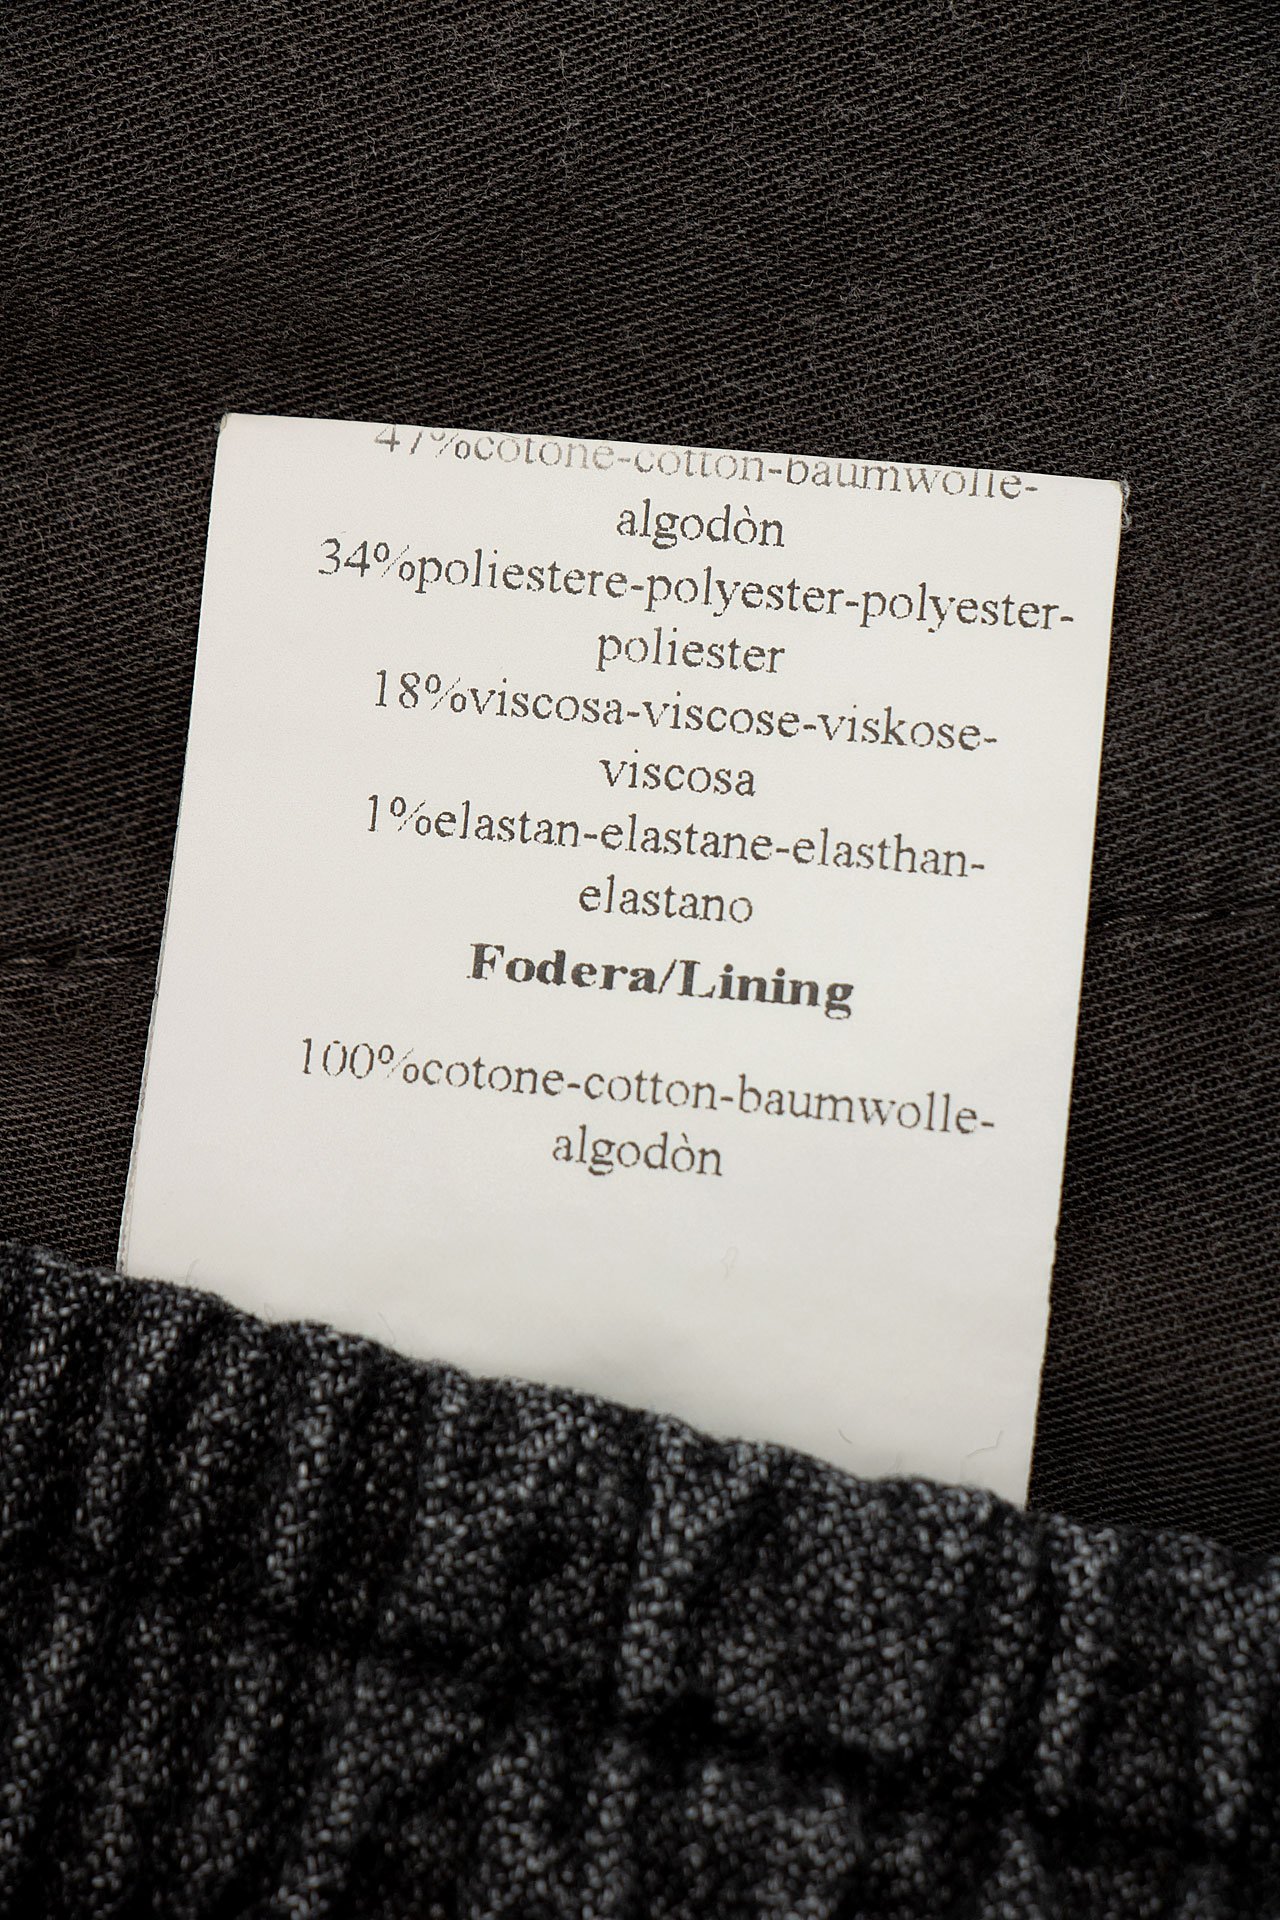 47%cotone-cotton-baumwolle-
algodòn
34%poliestere-polyester-polyester-
poliester
18%viscosa-viscose-viskose-
viscosa
1%elastan-elastane-elasthan-
elastano
Fodera/Lining
100%cotone-cotton-baumwolle-
algodòn